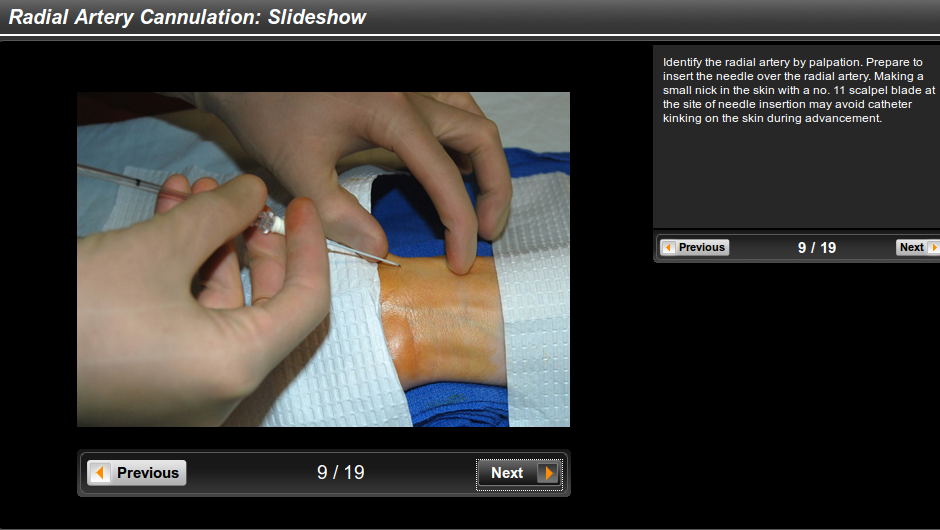 Radial Artery Cannulation: Slideshow
Identify the radial artery by palpation. Prepare to
insert the needle over the radial artery. Making a
small nick in the skin with a no. 11 scalpel blade at
the site of needle insertion may avoid catheter
kinking on the skin during advancement.
Previous 9 / 19 Next
Previous 9 / 19 Next